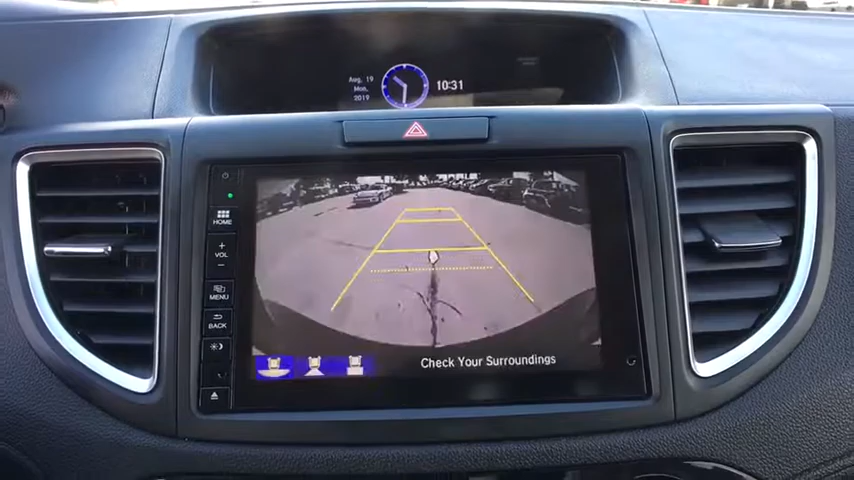 Aug. 19
Mon.
2019
10:31
HOME
+
VOL
−
MENU
BACK
Check Your Surroundings